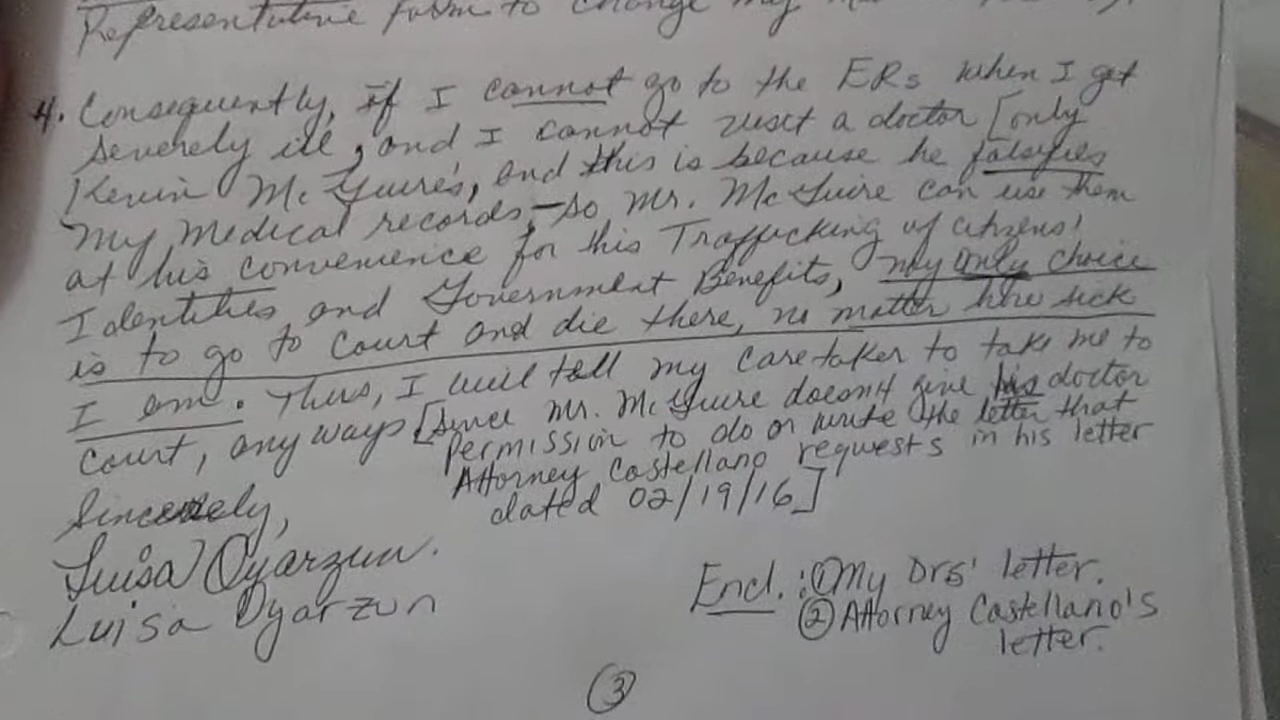 Representative form to change my
4. Consequently, if I cannot go to the ERs when I get
severely ill, and I cannot visit a doctor [only
Kevin McGuire's, and this is because he falsifies
my medical records, so Mr. McGuire can use them
at his convenience for this Trafficking of citizens'
Identities and Government Benefits, my only choice
is to go to court and die there, no matter how sick
I am. Thus, I will tell my caretaker to take me to
court, any ways [since Mr. McGuire doesn't give his doctor
permission to do or write the letter that
Attorney Castellano requests in his letter
dated 02/19/16]
Sincerely,
Luisa Oyarzun.
Luisa Oyarzun
Encl.: ① My Drs' letter.
② Attorney Castellano's
letter.
③